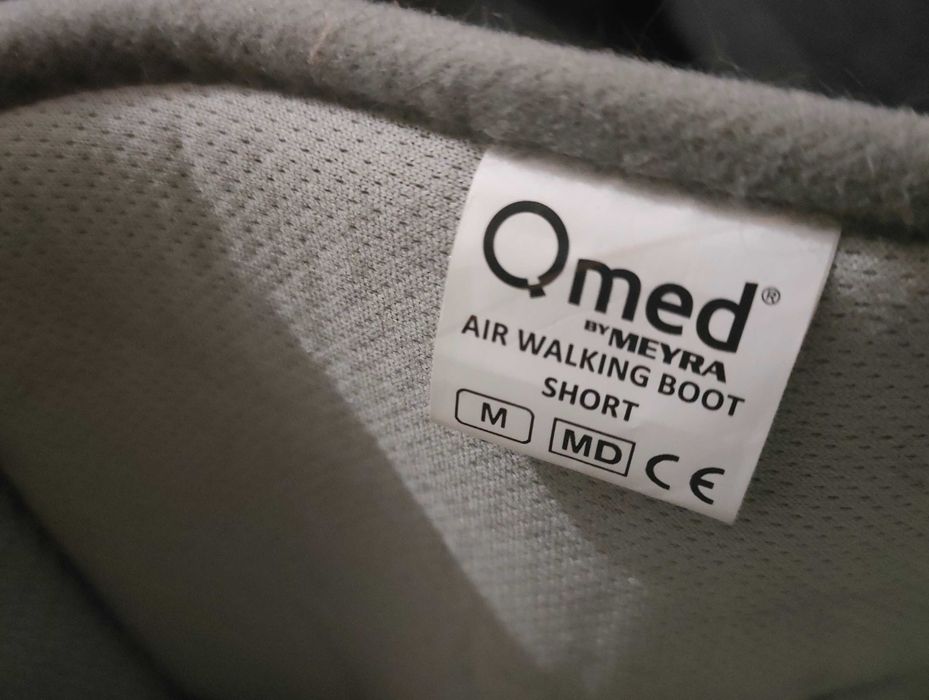 Qmed®
BY MEYRA
AIR WALKING BOOT
SHORT
M MD CE